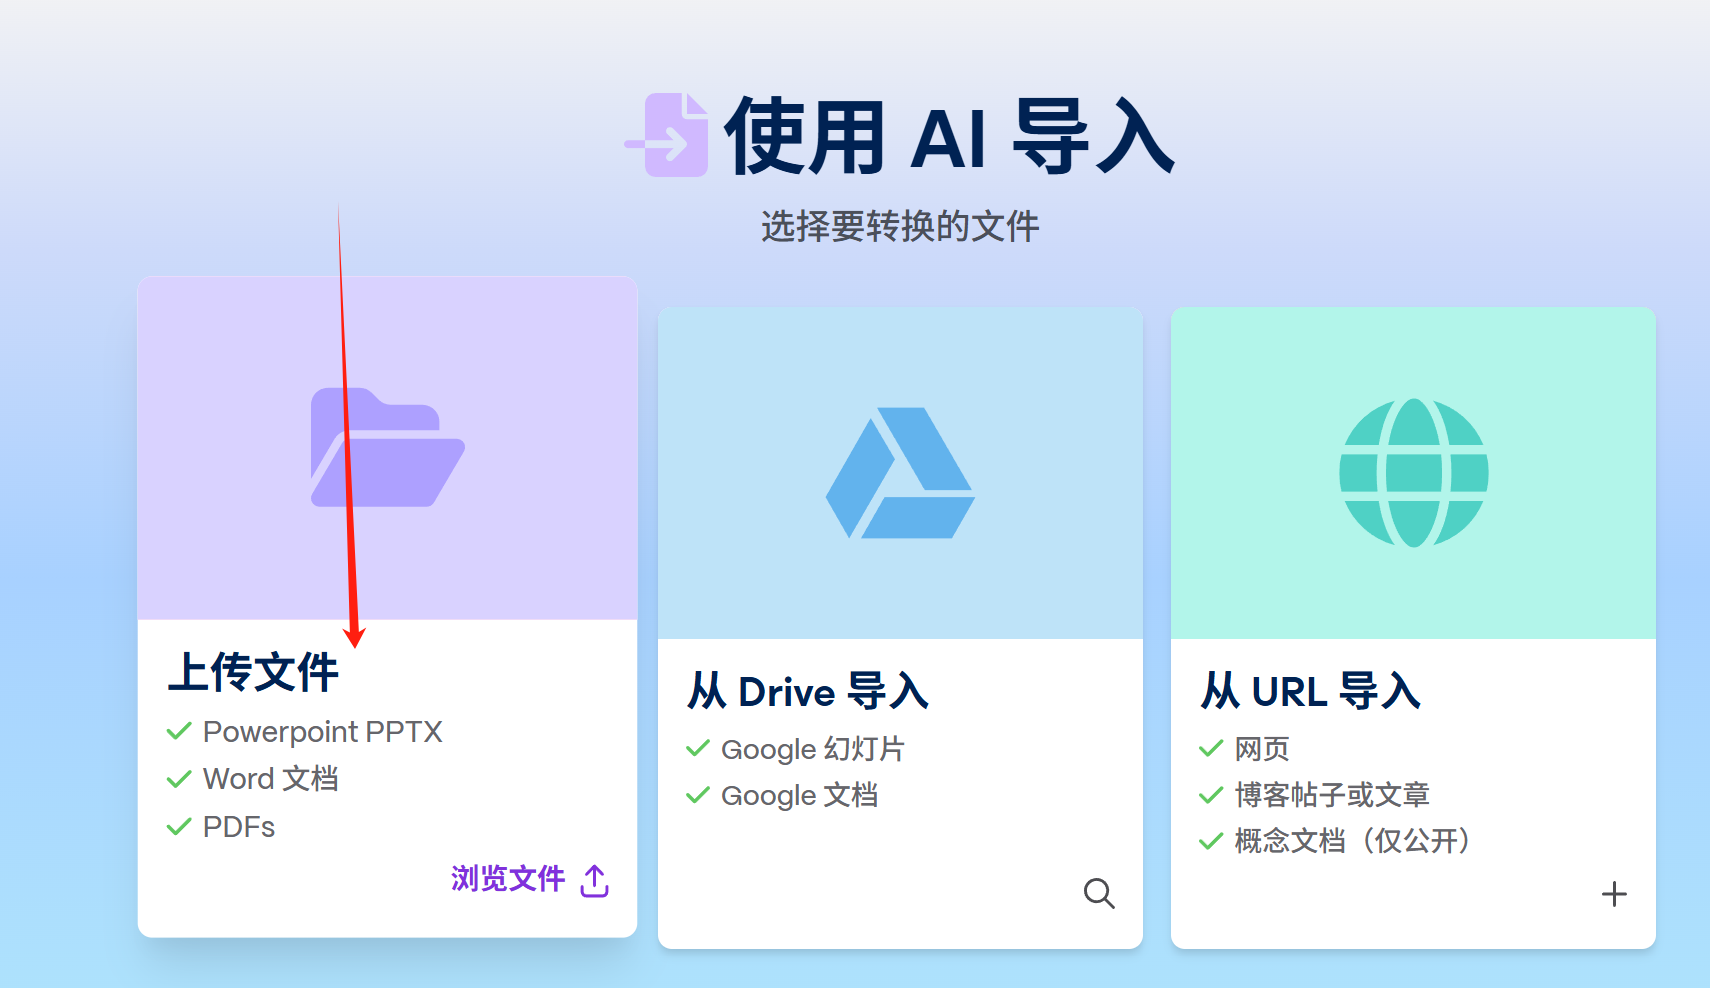 使用 AI 导入
选择要转换的文件
上传文件
Powerpoint PPTX
Word 文档
PDFs
浏览文件
从 Drive 导入
Google 幻灯片
Google 文档
从 URL 导入
网页
博客帖子或文章
概念文档（仅公开）